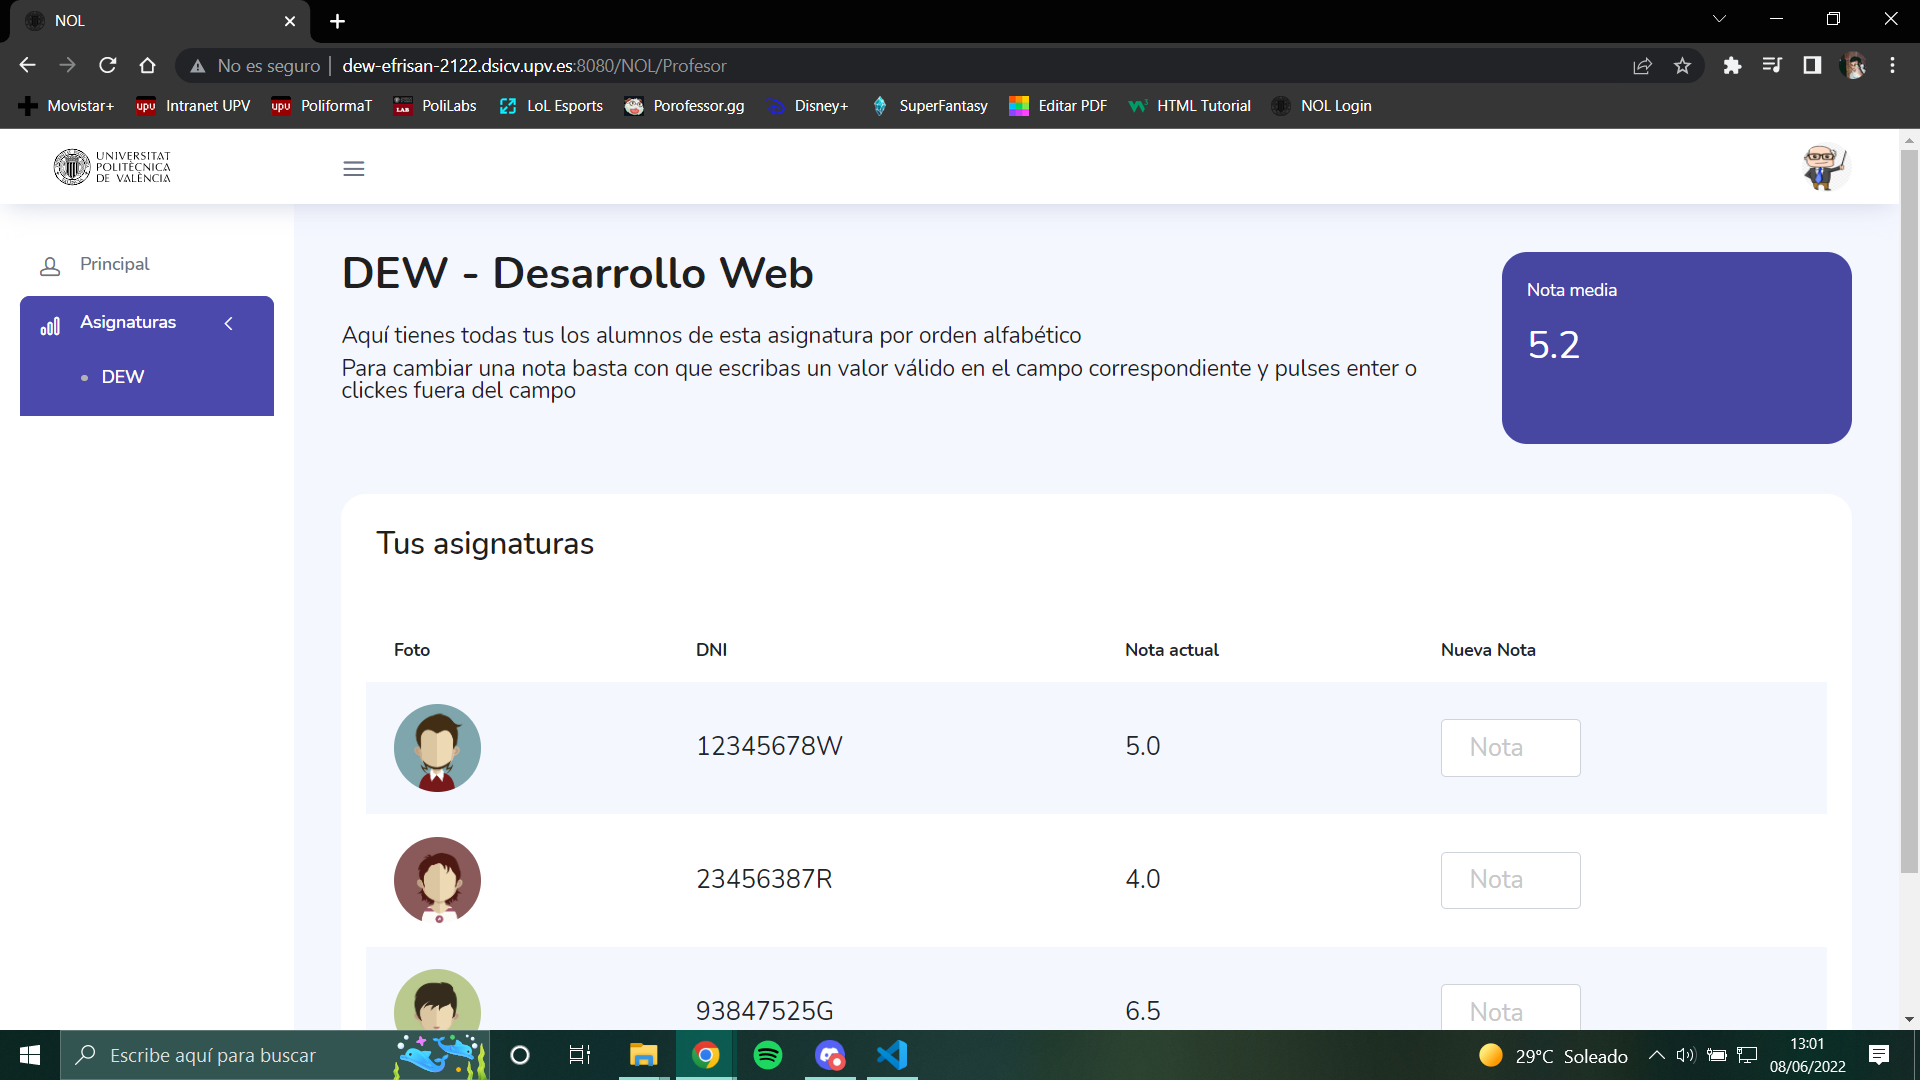 NOL
No es seguro
dew-efrisan-2122.dsicv.upv.es:8080/NOL/Profesor
Movistar+
upv Intranet UPV
upv PoliformaT
LAB PoliLabs
LoL Esports
Porofessor.gg
Disney+
SuperFantasy
Editar PDF
HTML Tutorial
NOL Login
UNIVERSITAT
POLITÈCNICA
DE VALÈNCIA
Principal
Asignaturas
DEW
DEW - Desarrollo Web
Aquí tienes todas tus los alumnos de esta asignatura por orden alfabético
Para cambiar una nota basta con que escribas un valor válido en el campo correspondiente y pulses enter o
clickes fuera del campo
Nota media
5.2
Tus asignaturas
Foto DNI Nota actual Nueva Nota
12345678W 5.0 Nota
23456387R 4.0 Nota
93847525G 6.5 Nota
Escribe aquí para buscar
29°C Soleado
13:01
08/06/2022